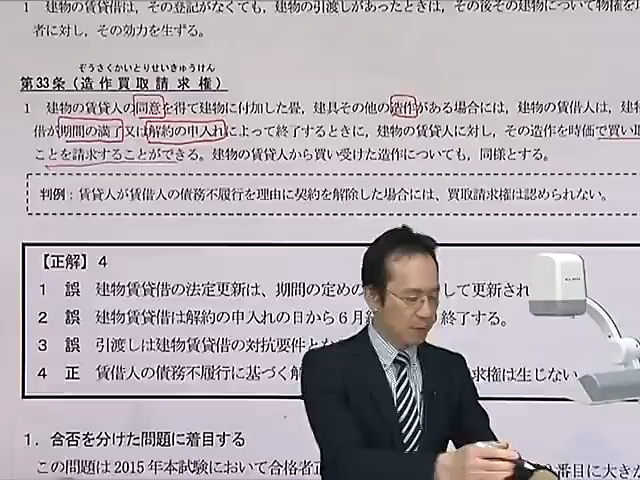 1 建物の賃貸借は、その登記がなくても、建物の引渡しがあったときは、その後その建物について物権を
者に対し、その効力を生ずる。
ぞうさくかいとりせいきゅうけん
第33条（造作買取請求権）
1 建物の賃貸人の同意を得て建物に付加した畳、建具その他の造作がある場合には、建物の賃借人は、建物
借が期間の満了又は解約の申入れによって終了するときに、建物の賃貸人に対し、その造作を時価で買い
ことを請求することができる。建物の賃貸人から買い受けた造作についても、同様とする。
判例：賃貸人が賃借人の債務不履行を理由に契約を解除した場合には、買取請求権は認められない。
【正解】4
1 誤 建物賃貸借の法定更新は、期間の定めの して更新され
2 誤 建物賃貸借は解約の申入れの日から6月 終了する。
3 誤 引渡しは建物賃貸借の対抗要件と
4 正 賃借人の債務不履行に基づく解 求権は生じない
1．合否を分けた問題に着目する
この問題は2015年本試験において合格者 番目に大き